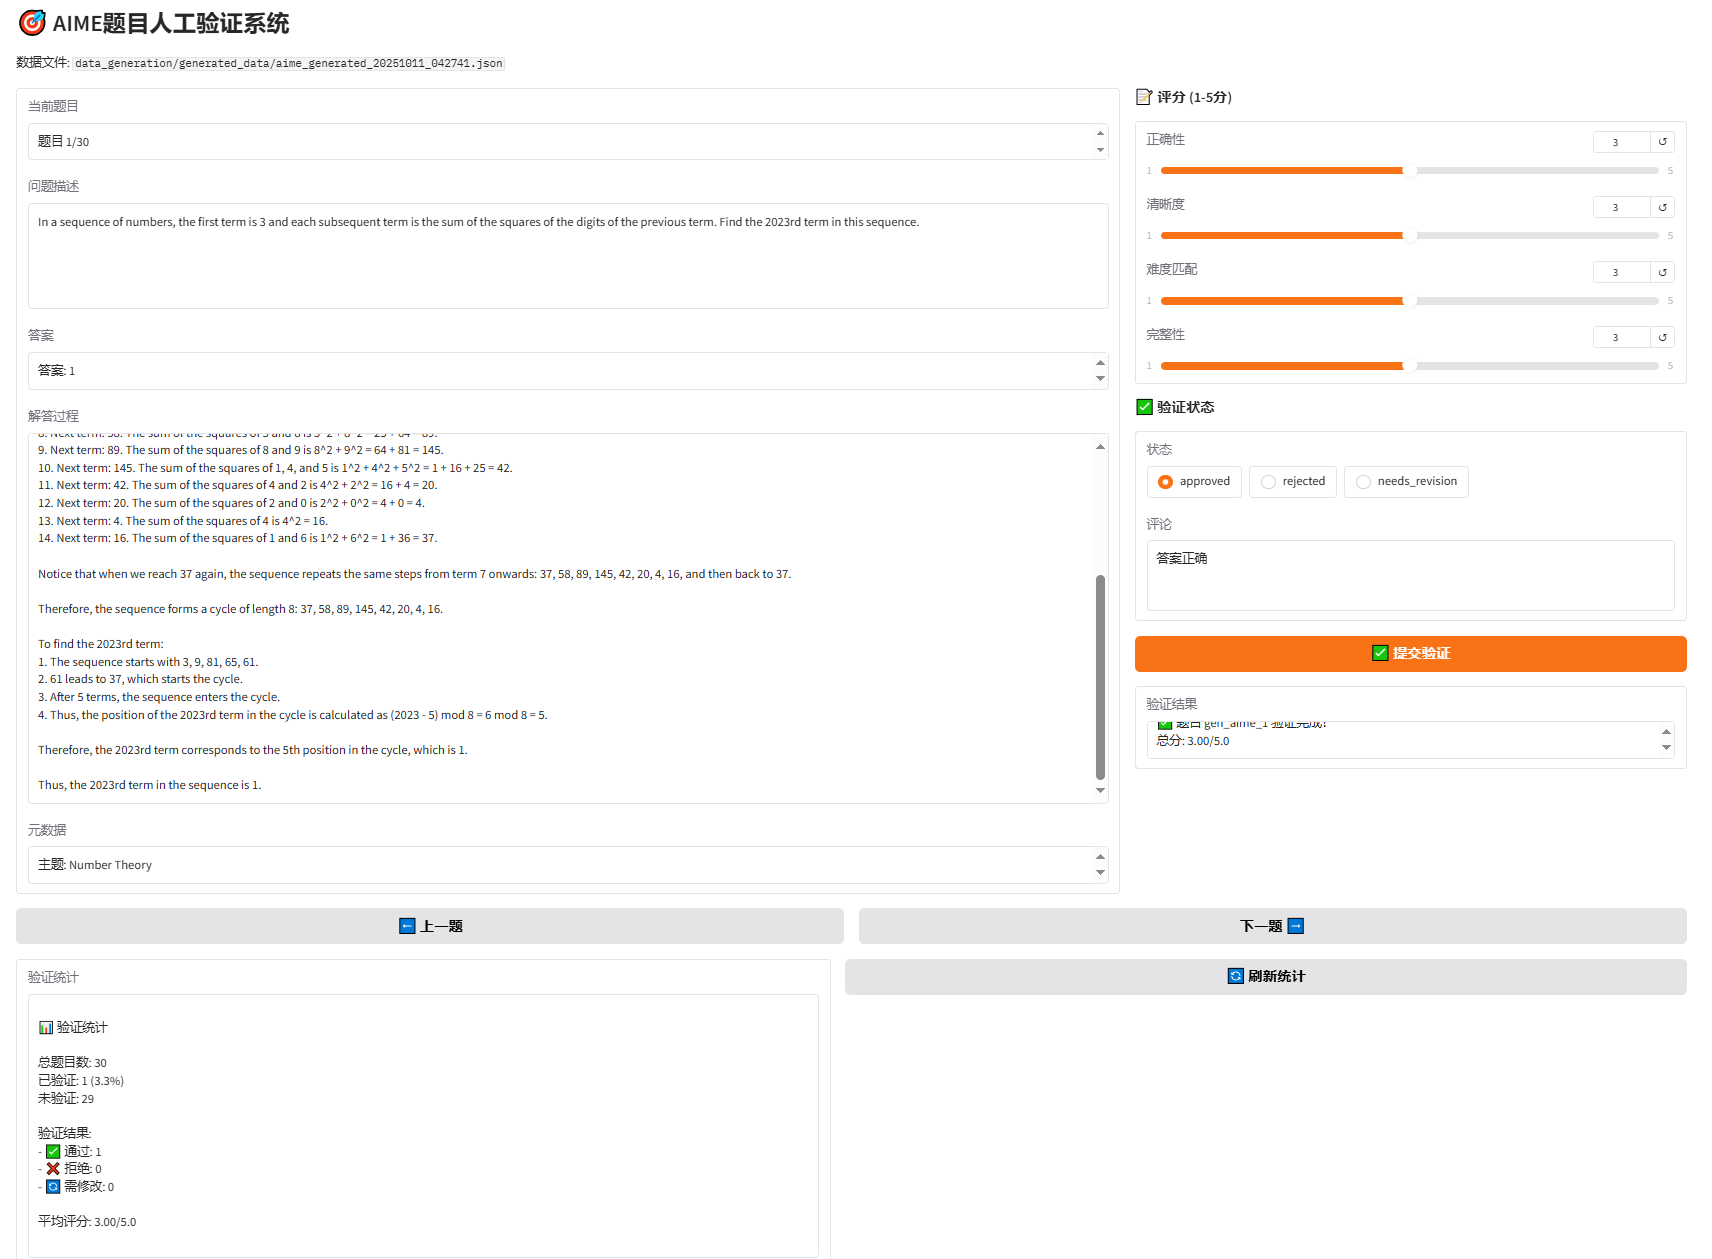 🎯 AIME题目人工验证系统
数据文件: data_generation/generated_data/aime_generated_20251011_042741.json
当前题目
题目 1/30
问题描述
In a sequence of numbers, the first term is 3 and each subsequent term is the sum of the squares of the digits of the previous term. Find the 2023rd term in this sequence.
答案
答案: 1
解答过程
8. Next term: 58. The sum of the squares of 5 and 8 is 5^2 + 8^2 = 25 + 64 = 89.
9. Next term: 89. The sum of the squares of 8 and 9 is 8^2 + 9^2 = 64 + 81 = 145.
10. Next term: 145. The sum of the squares of 1, 4, and 5 is 1^2 + 4^2 + 5^2 = 1 + 16 + 25 = 42.
11. Next term: 42. The sum of the squares of 4 and 2 is 4^2 + 2^2 = 16 + 4 = 20.
12. Next term: 20. The sum of the squares of 2 and 0 is 2^2 + 0^2 = 4 + 0 = 4.
13. Next term: 4. The sum of the squares of 4 is 4^2 = 16.
14. Next term: 16. The sum of the squares of 1 and 6 is 1^2 + 6^2 = 1 + 36 = 37.
Notice that when we reach 37 again, the sequence repeats the same steps from term 7 onwards: 37, 58, 89, 145, 42, 20, 4, 16, and then back to 37.
Therefore, the sequence forms a cycle of length 8: 37, 58, 89, 145, 42, 20, 4, 16.
To find the 2023rd term:
1. The sequence starts with 3, 9, 81, 65, 61.
2. 61 leads to 37, which starts the cycle.
3. After 5 terms, the sequence enters the cycle.
4. Thus, the position of the 2023rd term in the cycle is calculated as (2023 - 5) mod 8 = 6 mod 8 = 5.
Therefore, the 2023rd term corresponds to the 5th position in the cycle, which is 1.
Thus, the 2023rd term in the sequence is 1.
元数据
主题: Number Theory
📝 评分 (1-5分)
正确性
3 ↺
1 5
清晰度
3 ↺
1 5
难度匹配
3 ↺
1 5
完整性
3 ↺
1 5
✅ 验证状态
状态
approved rejected needs_revision
评论
答案正确
✅ 提交验证
验证结果
✅ 题目 gen_aime_1 验证完成!
总分: 3.00/5.0
⬅️ 上一题
下一题 ➡️
验证统计
📊 验证统计
总题目数: 30
已验证: 1 (3.3%)
未验证: 29
验证结果:
- ✅ 通过: 1
- ❌ 拒绝: 0
- 🔄 需修改: 0
平均评分: 3.00/5.0
🔄 刷新统计